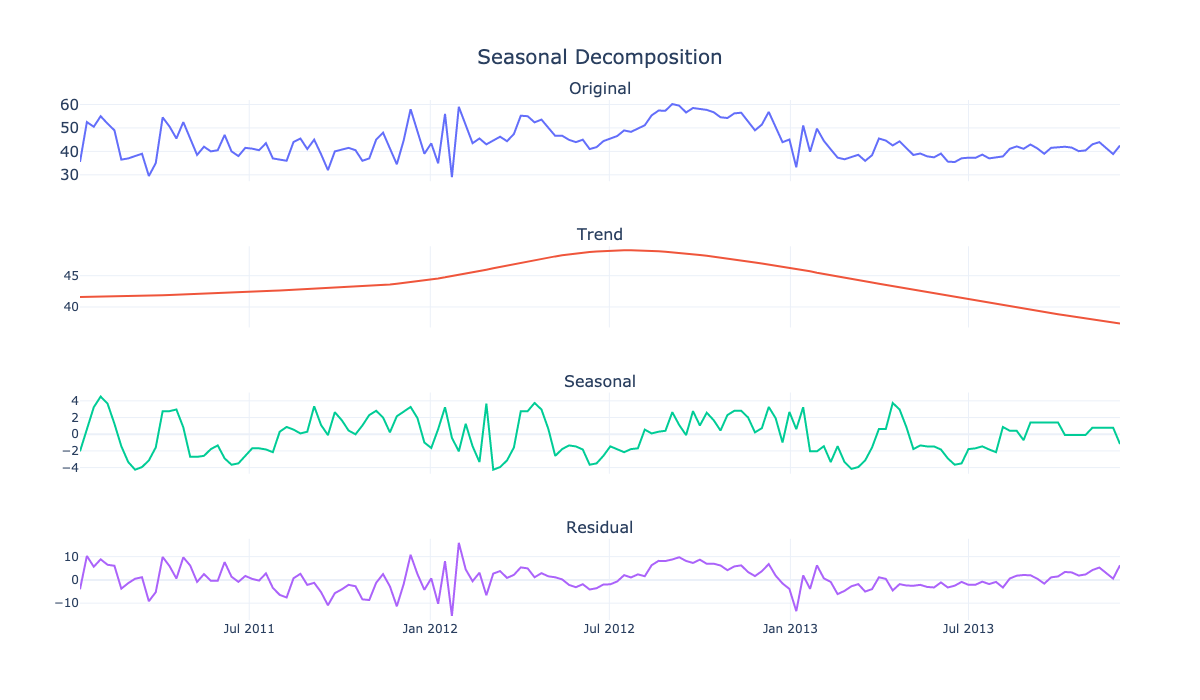 Seasonal Decomposition
Original
60
50
40
30
Trend
45
40
Seasonal
4
2
0
−2
−4
Residual
10
0
−10
Jul 2011
Jan 2012
Jul 2012
Jan 2013
Jul 2013